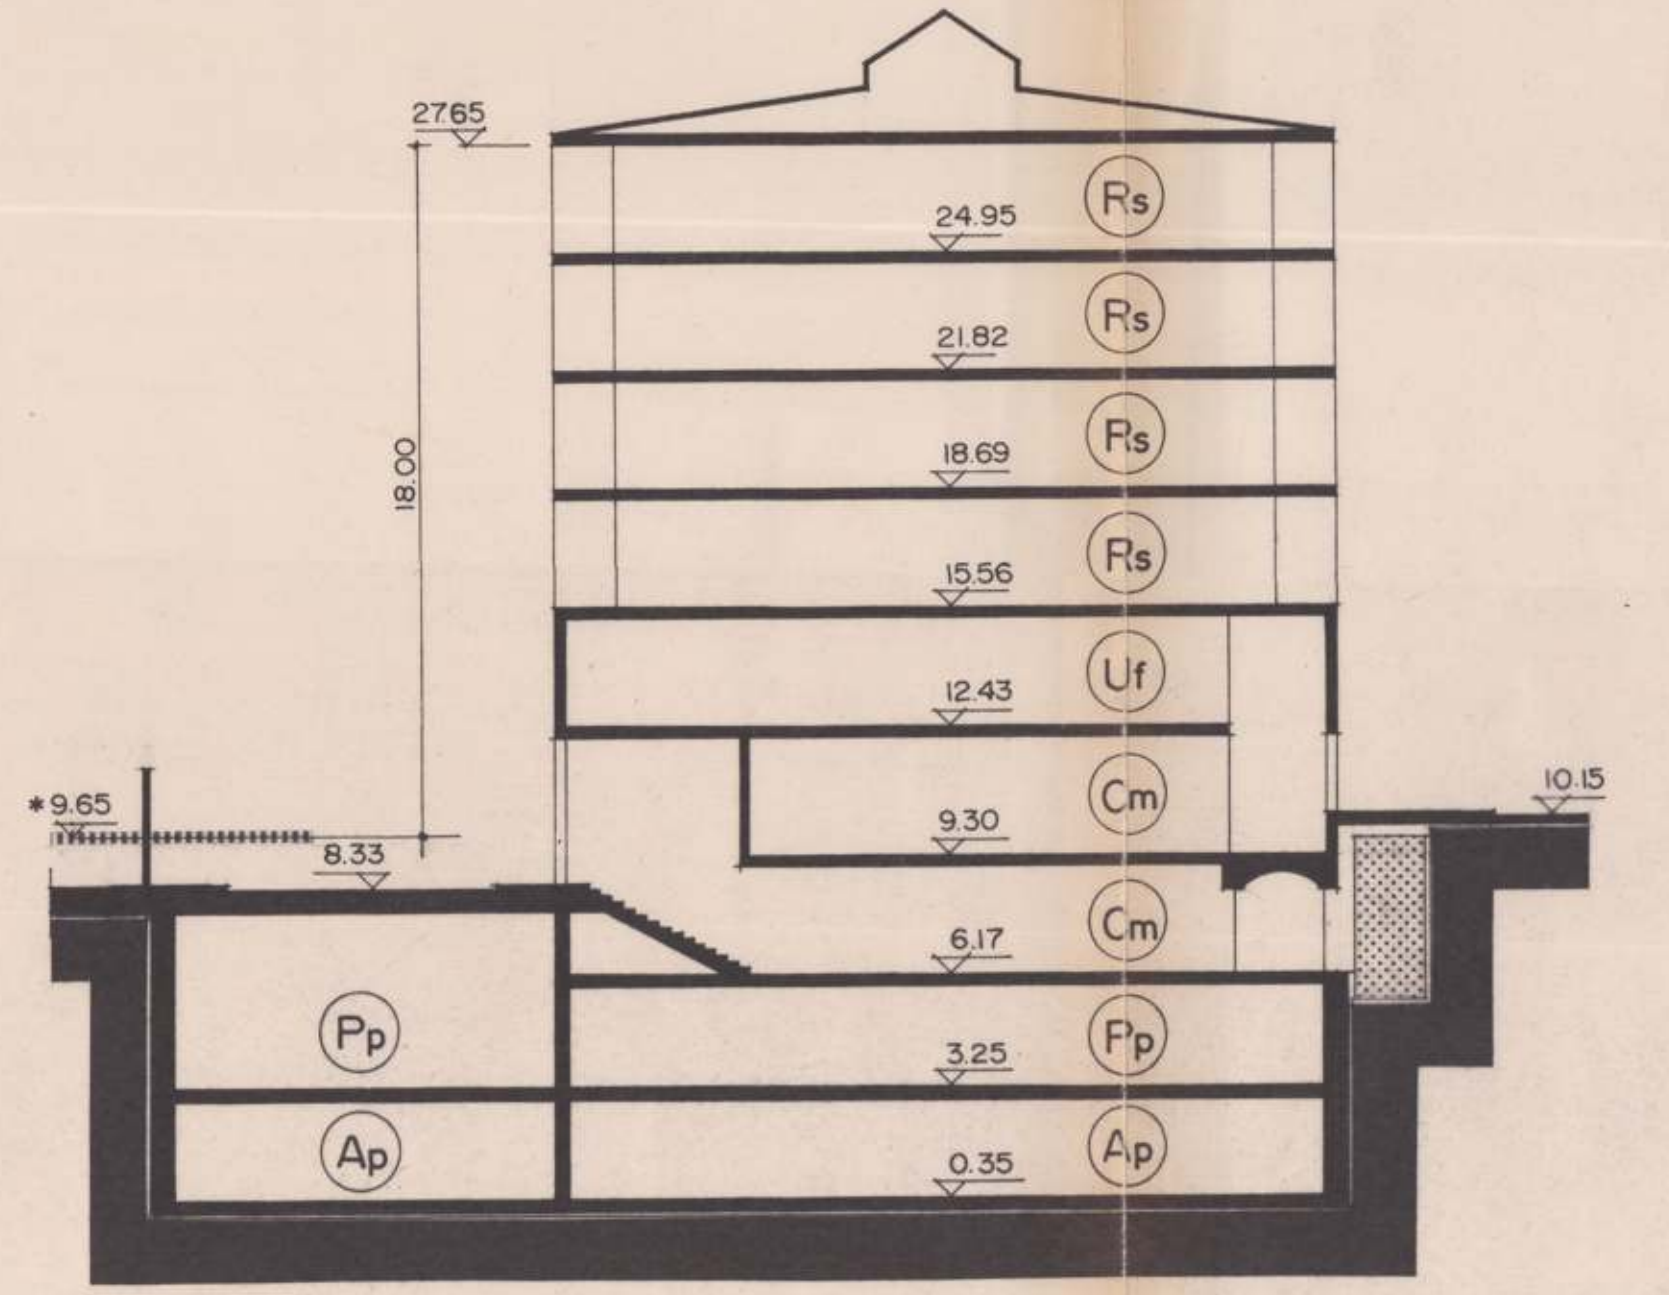 27.65
Rs
24.95
Rs
21.82
18.00
Rs
18.69
Rs
15.56
Uf
12.43
Cm
10.15
*9.65
9.30
8.33
Cm
6.17
Pp
Pp
3.25
Ap
Ap
0.35